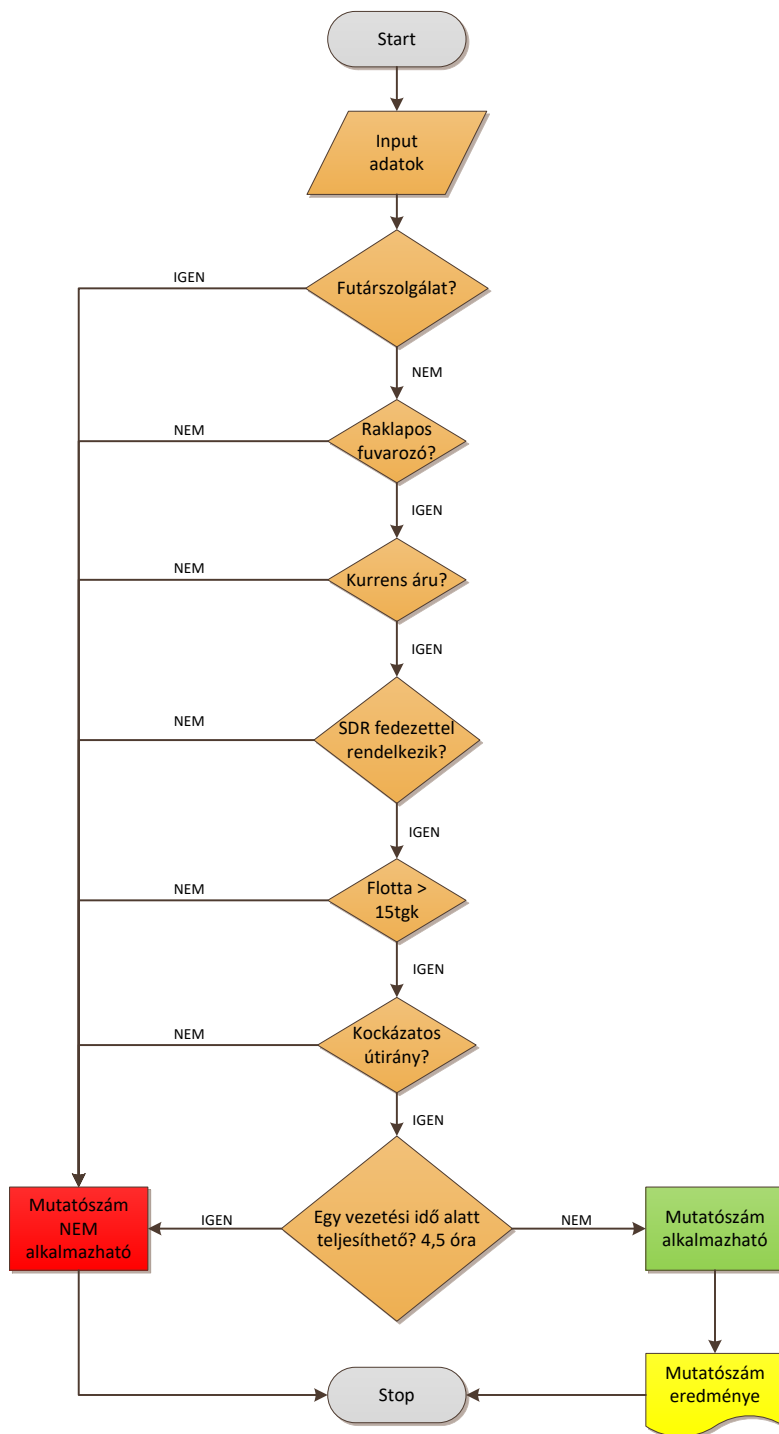 Start
Input
adatok
Futárszolgálat?
IGEN
NEM
Raklapos
fuvarozó?
NEM
IGEN
Kurrens áru?
NEM
IGEN
SDR fedezettel
rendelkezik?
NEM
IGEN
Flotta >
15tgk
NEM
IGEN
Kockázatos
útirány?
NEM
IGEN
Egy vezetési idő alatt
teljesíthető? 4,5 óra
IGEN
NEM
Mutatószám
NEM
alkalmazható
Mutatószám
alkalmazható
Mutatószám
eredménye
Stop